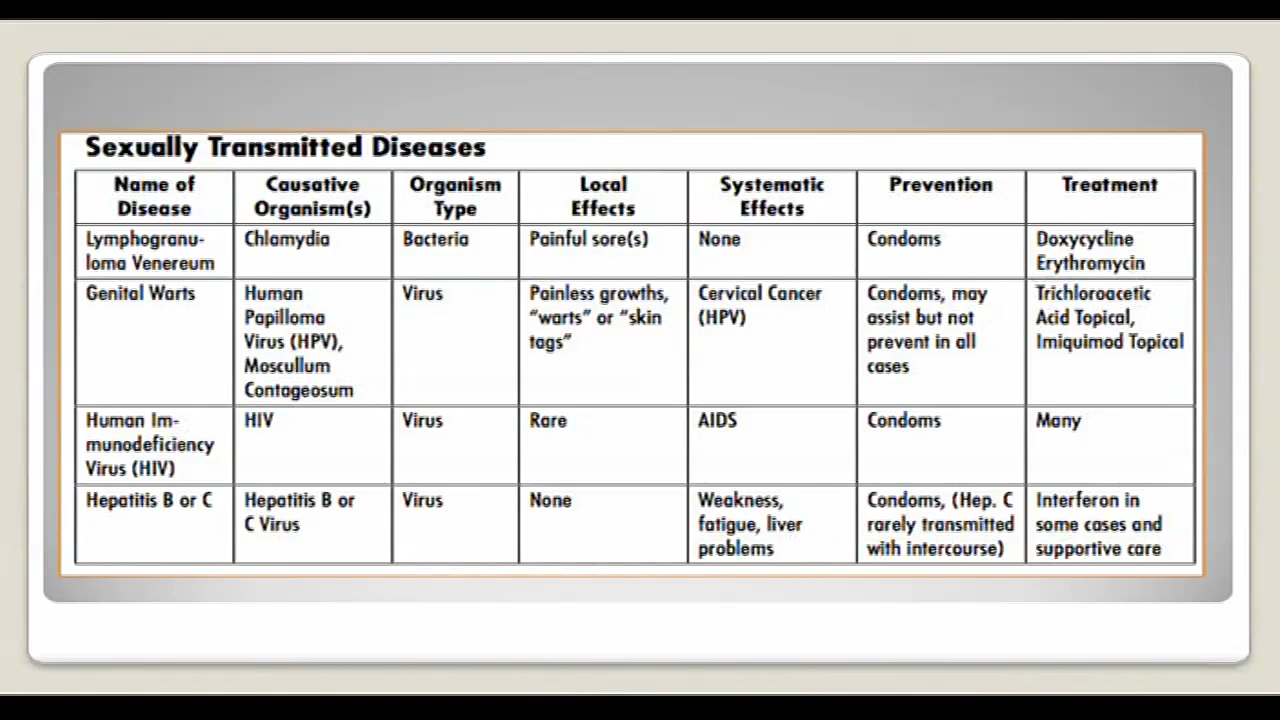 Sexually Transmitted Diseases
Name of
Disease
Causative
Organism(s)
Organism
Type
Local
Effects
Systematic
Effects
Prevention
Treatment
Lymphogranu-
loma Venereum
Chlamydia
Bacteria
Painful sore(s)
None
Condoms
Doxycycline
Erythromycin
Genital Warts
Human
Papilloma
Virus (HPV),
Moscullum
Contageosum
Virus
Painless growths,
“warts” or “skin
tags”
Cervical Cancer
(HPV)
Condoms, may
assist but not
prevent in all
cases
Trichloroacetic
Acid Topical,
Imiquimod Topical
Human Im-
munodeficiency
Virus (HIV)
HIV
Virus
Rare
AIDS
Condoms
Many
Hepatitis B or C
Hepatitis B or
C Virus
Virus
None
Weakness,
fatigue, liver
problems
Condoms, (Hep. C
rarely transmitted
with intercourse)
Interferon in
some cases and
supportive care